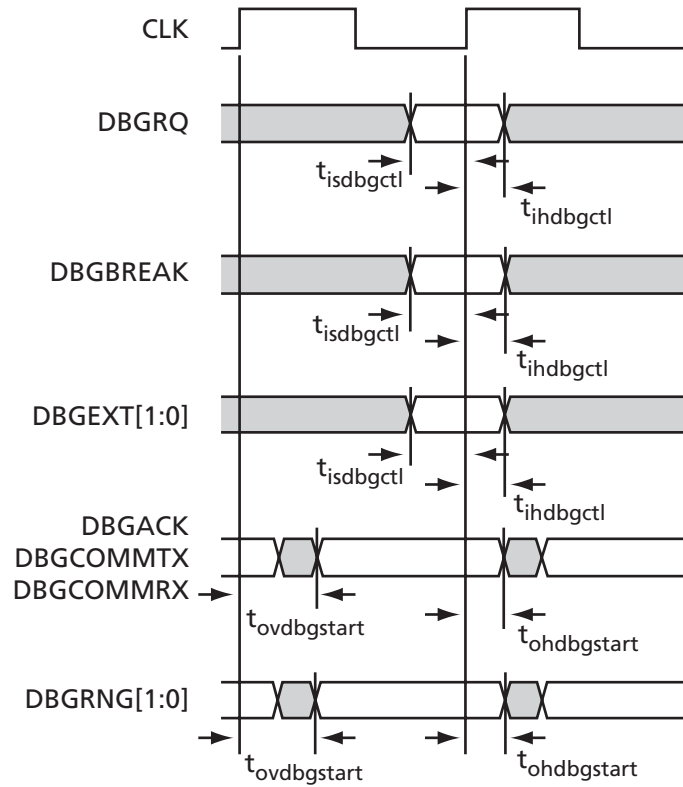 CLK
DBGRQ
tisdbgctl
tihdbgctl
DBGBREAK
tisdbgctl
tihdbgctl
DBGEXT[1:0]
tisdbgctl
tihdbgctl
DBGACK
DBGCOMMTX
DBGCOMMRX
tovdbgstart
tohdbgstart
DBGRNG[1:0]
tovdbgstart
tohdbgstart